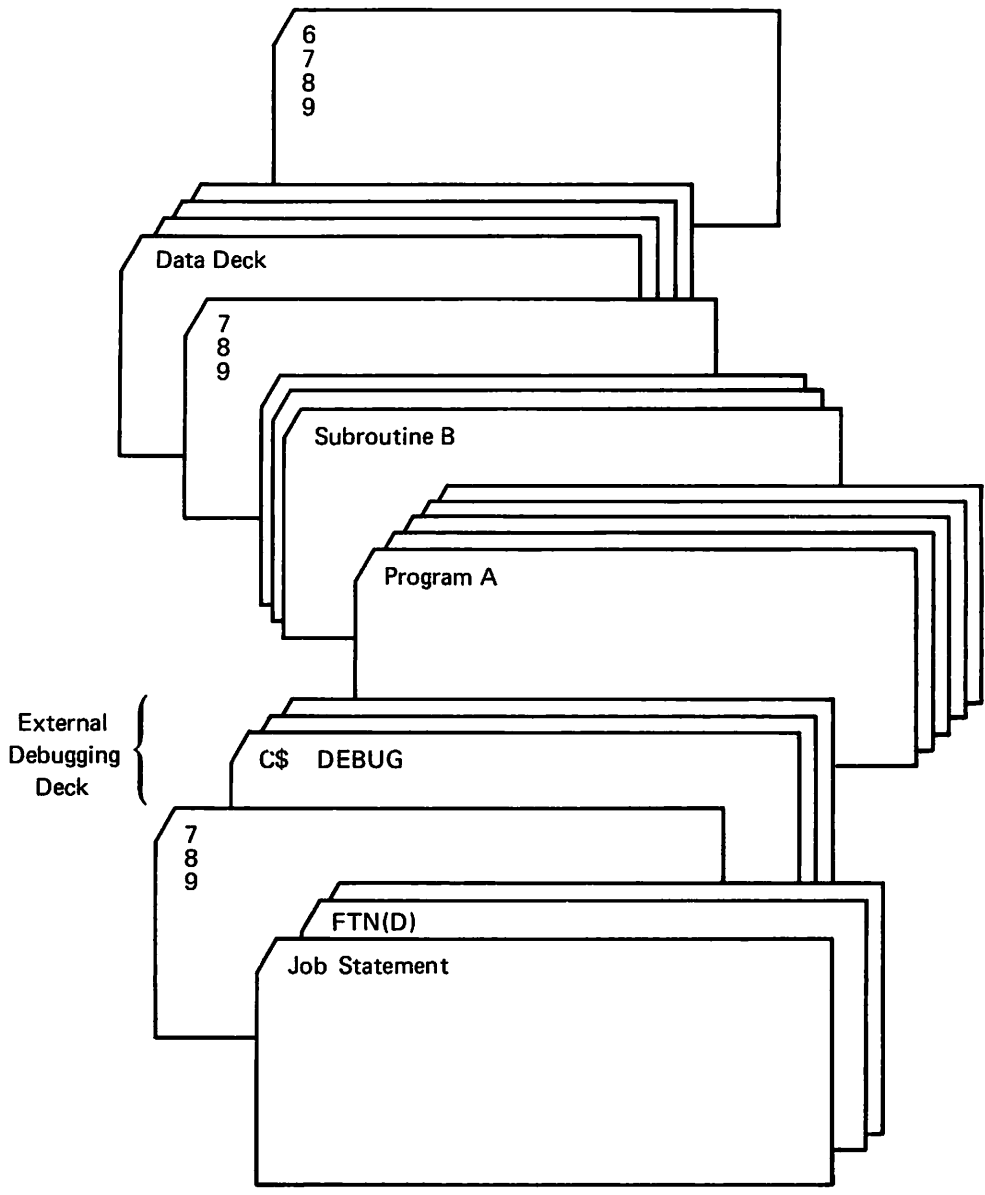 6
7
8
9
Data Deck
7
8
9
Subroutine B
Program A
External
Debugging
Deck
C$ DEBUG
7
8
9
FTN(D)
Job Statement